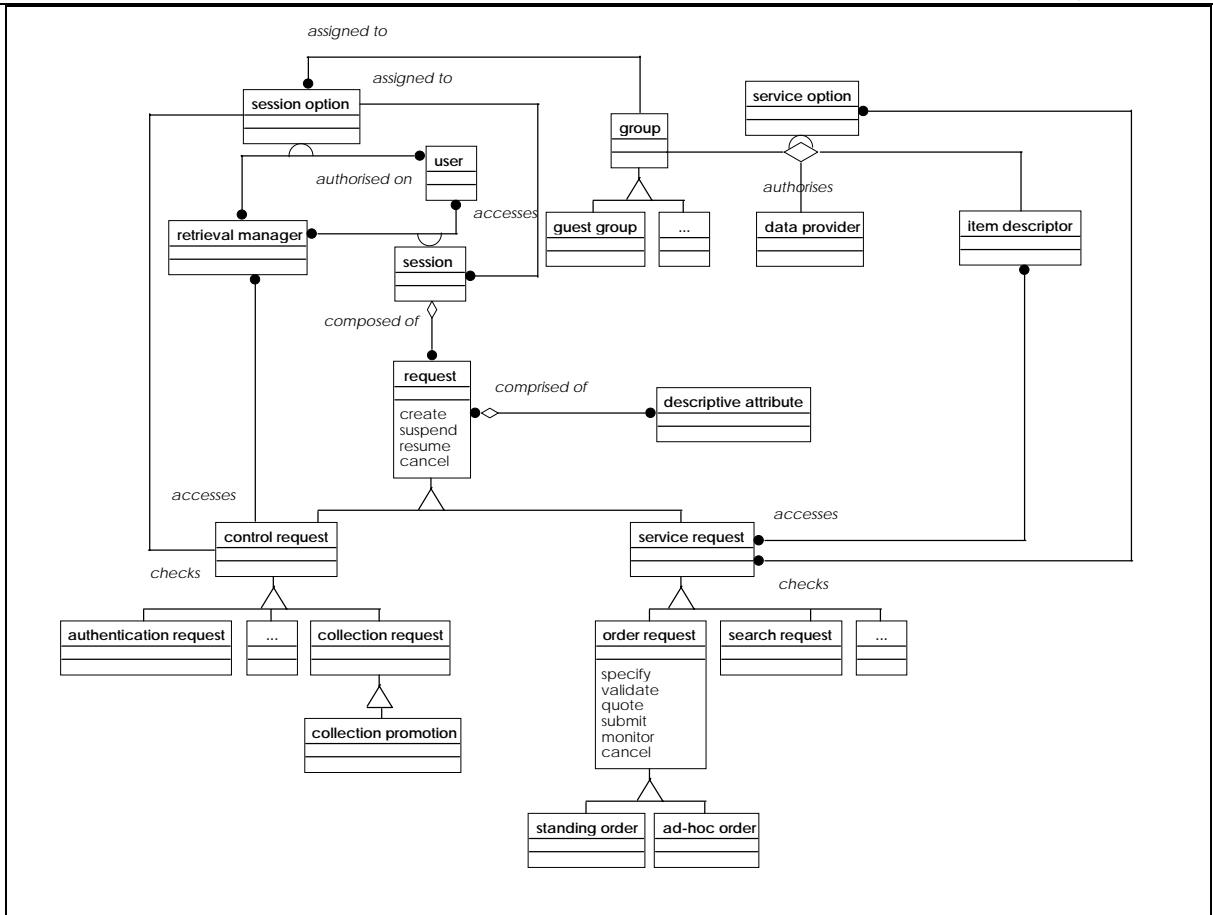 assigned to
assigned to
session option
service option
group
user
authorised on
authorises
accesses
guest group
...
data provider
item descriptor
retrieval manager
session
composed of
request
comprised of
descriptive attribute
create
suspend
resume
cancel
accesses
accesses
control request
service request
checks
checks
authentication request
...
collection request
order request
search request
...
specify
validate
quote
submit
monitor
cancel
collection promotion
standing order
ad-hoc order